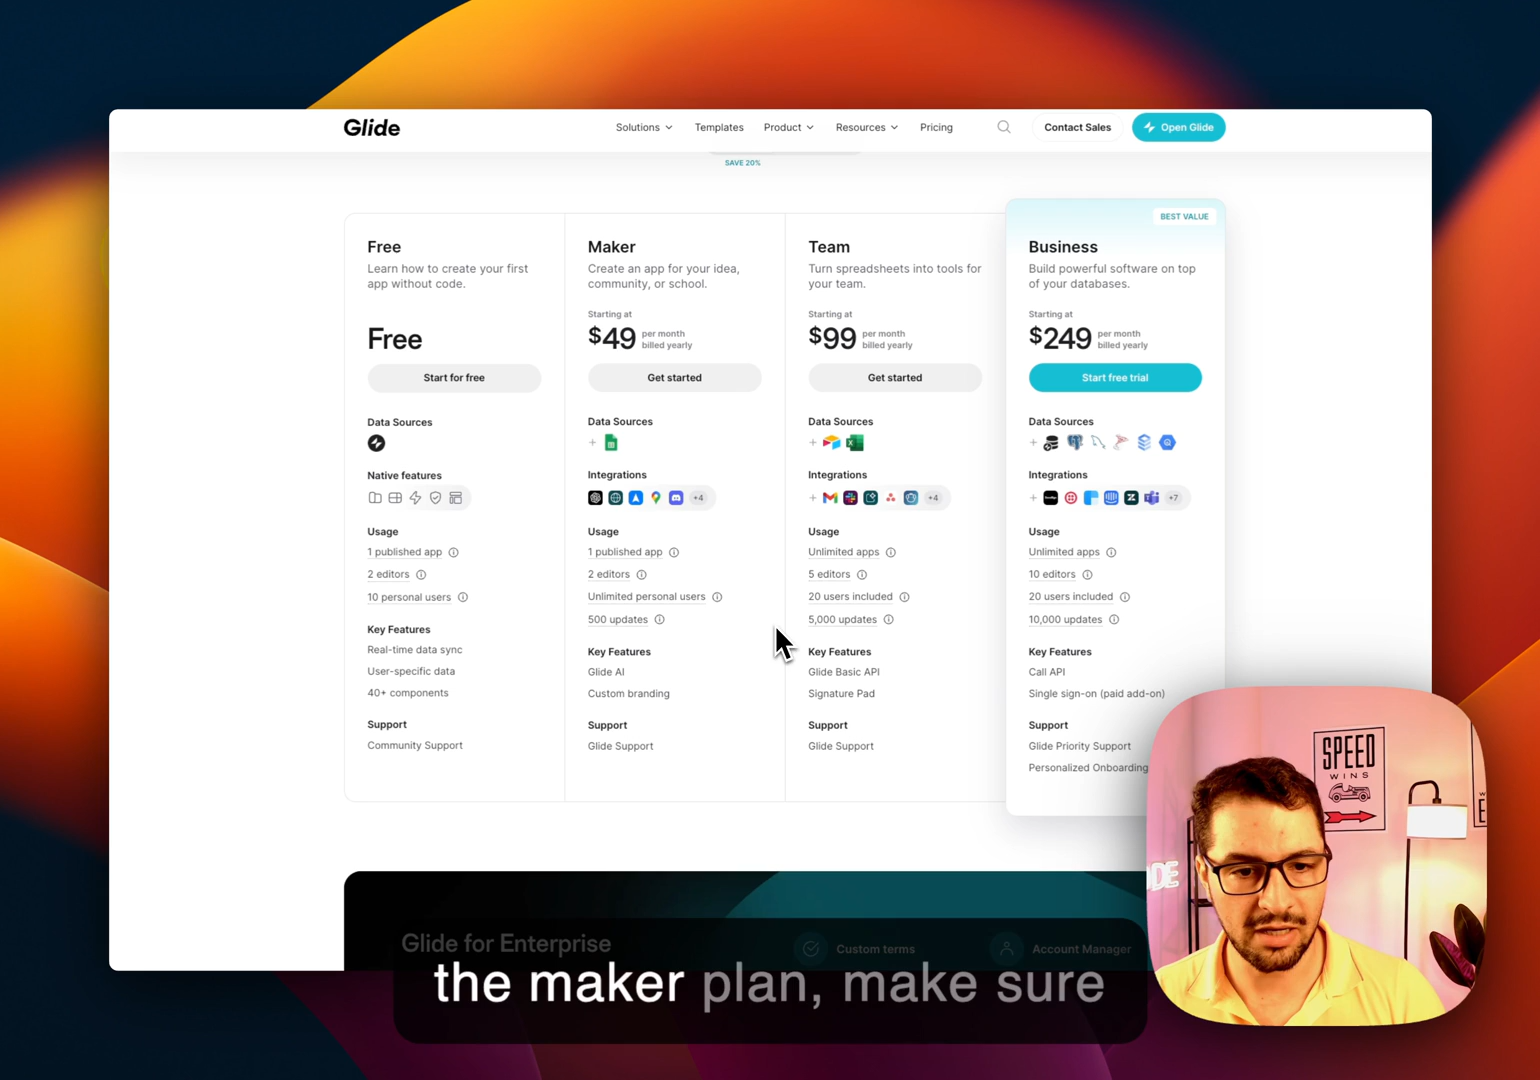 Glide
Solutions
Templates
Product
Resources
Pricing
Contact Sales
Open Glide
SAVE 20%
Free
Learn how to create your first
app without code.
Free
Start for free
Data Sources
Native features
Usage
1 published app
2 editors
10 personal users
Key Features
Real-time data sync
User-specific data
40+ components
Support
Community Support
Maker
Create an app for your idea,
community, or school.
Starting at
$49 per month
billed yearly
Get started
Data Sources
+
Integrations
+4
Usage
1 published app
2 editors
Unlimited personal users
500 updates
Key Features
Glide AI
Custom branding
Support
Glide Support
Team
Turn spreadsheets into tools for
your team.
Starting at
$99 per month
billed yearly
Get started
Data Sources
+
Integrations
+ +4
Usage
Unlimited apps
5 editors
20 users included
5,000 updates
Key Features
Glide Basic API
Signature Pad
Support
Glide Support
BEST VALUE
Business
Build powerful software on top
of your databases.
Starting at
$249 per month
billed yearly
Start free trial
Data Sources
+
Integrations
+ +7
Usage
Unlimited apps
10 editors
20 users included
10,000 updates
Key Features
Call API
Single sign-on (paid add-on)
Support
Glide Priority Support
Personalized Onboarding
Glide for Enterprise
Custom terms
Account Manager
the maker plan, make sure
SPEED
WINS